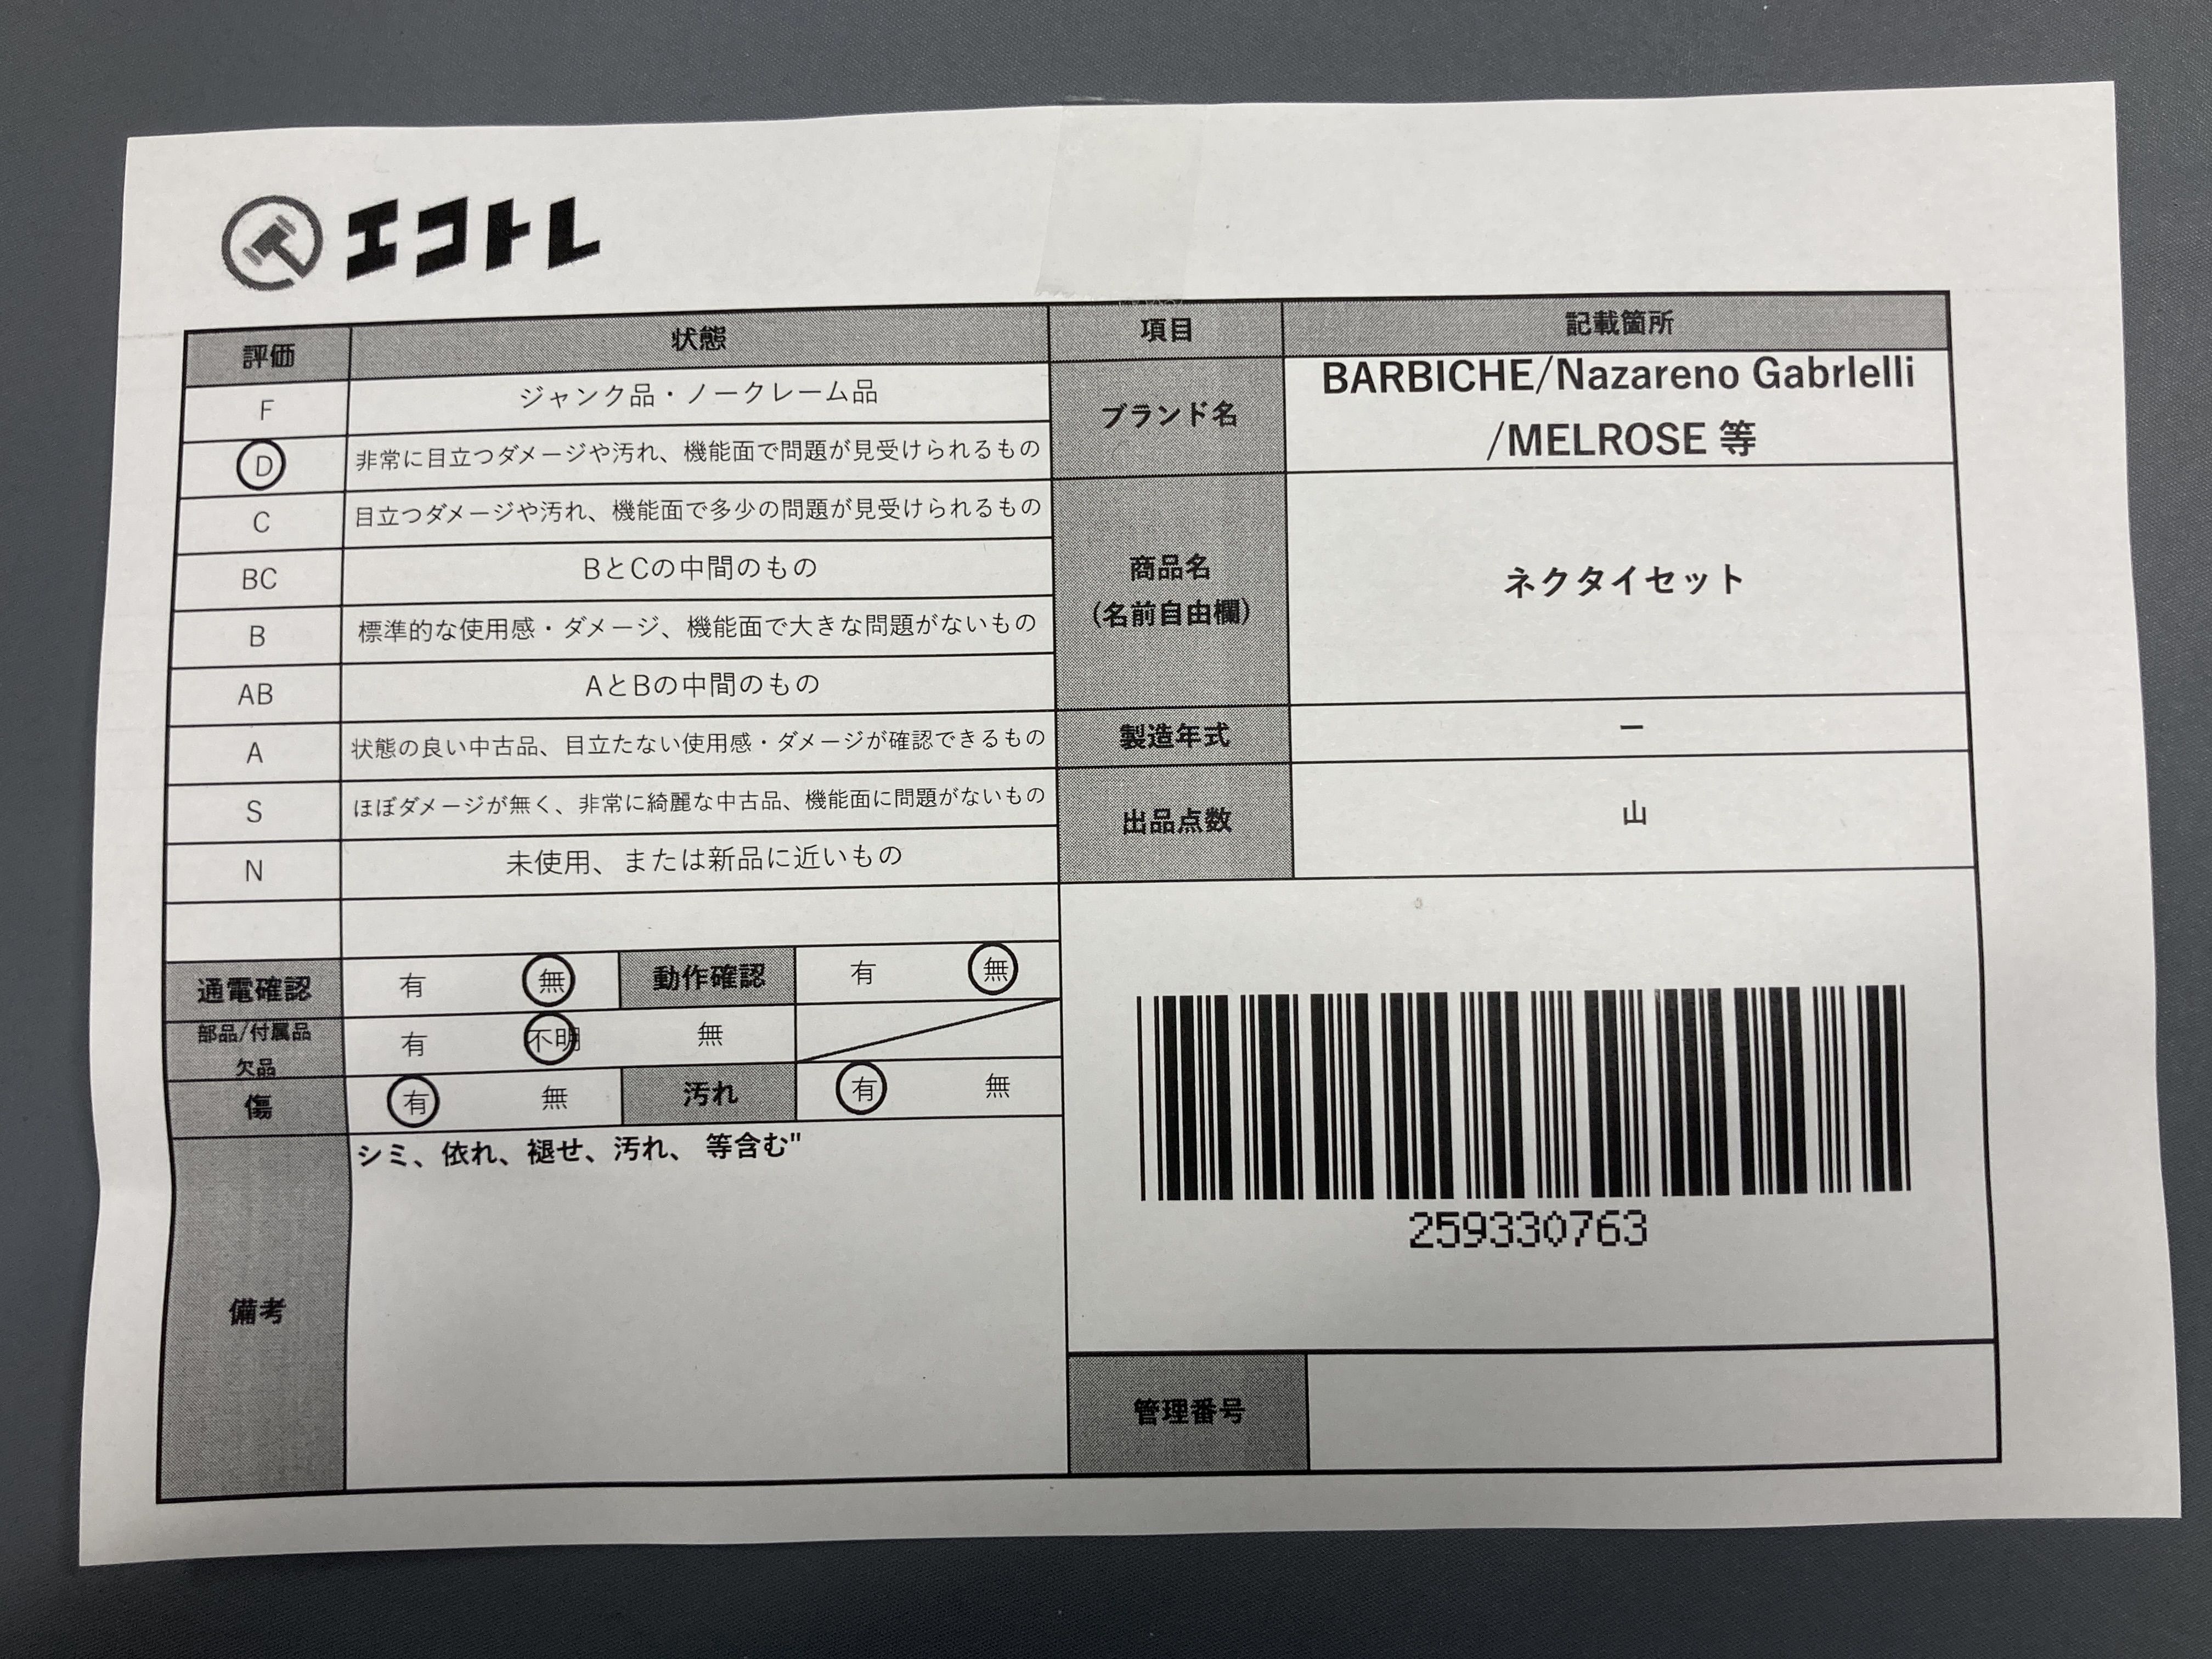 エコトレ
評価 状態 項目 記載箇所
F ジャンク品・ノークレーム品
D 非常に目立つダメージや汚れ、機能面で問題が見受けられるもの
C 目立つダメージや汚れ、機能面で多少の問題が見受けられるもの
BC BとCの中間のもの
B 標準的な使用感・ダメージ、機能面で大きな問題がないもの
AB AとBの中間のもの
A 状態の良い中古品、目立たない使用感・ダメージが確認できるもの
S ほぼダメージが無く、非常に綺麗な中古品、機能面に問題がないもの
N 未使用、または新品に近いもの
通電確認 有 無 動作確認 有 無
部品/付属品
欠品
有 不明 無
傷 有 無 汚れ 有 無
備考
シミ、依れ、褪せ、汚れ、 等含む"
ブランド名
BARBICHE/Nazareno Gabrlelli
/MELROSE 等
商品名
（名前自由欄）
ネクタイセット
製造年式 ー
出品点数 山
259330763
管理番号